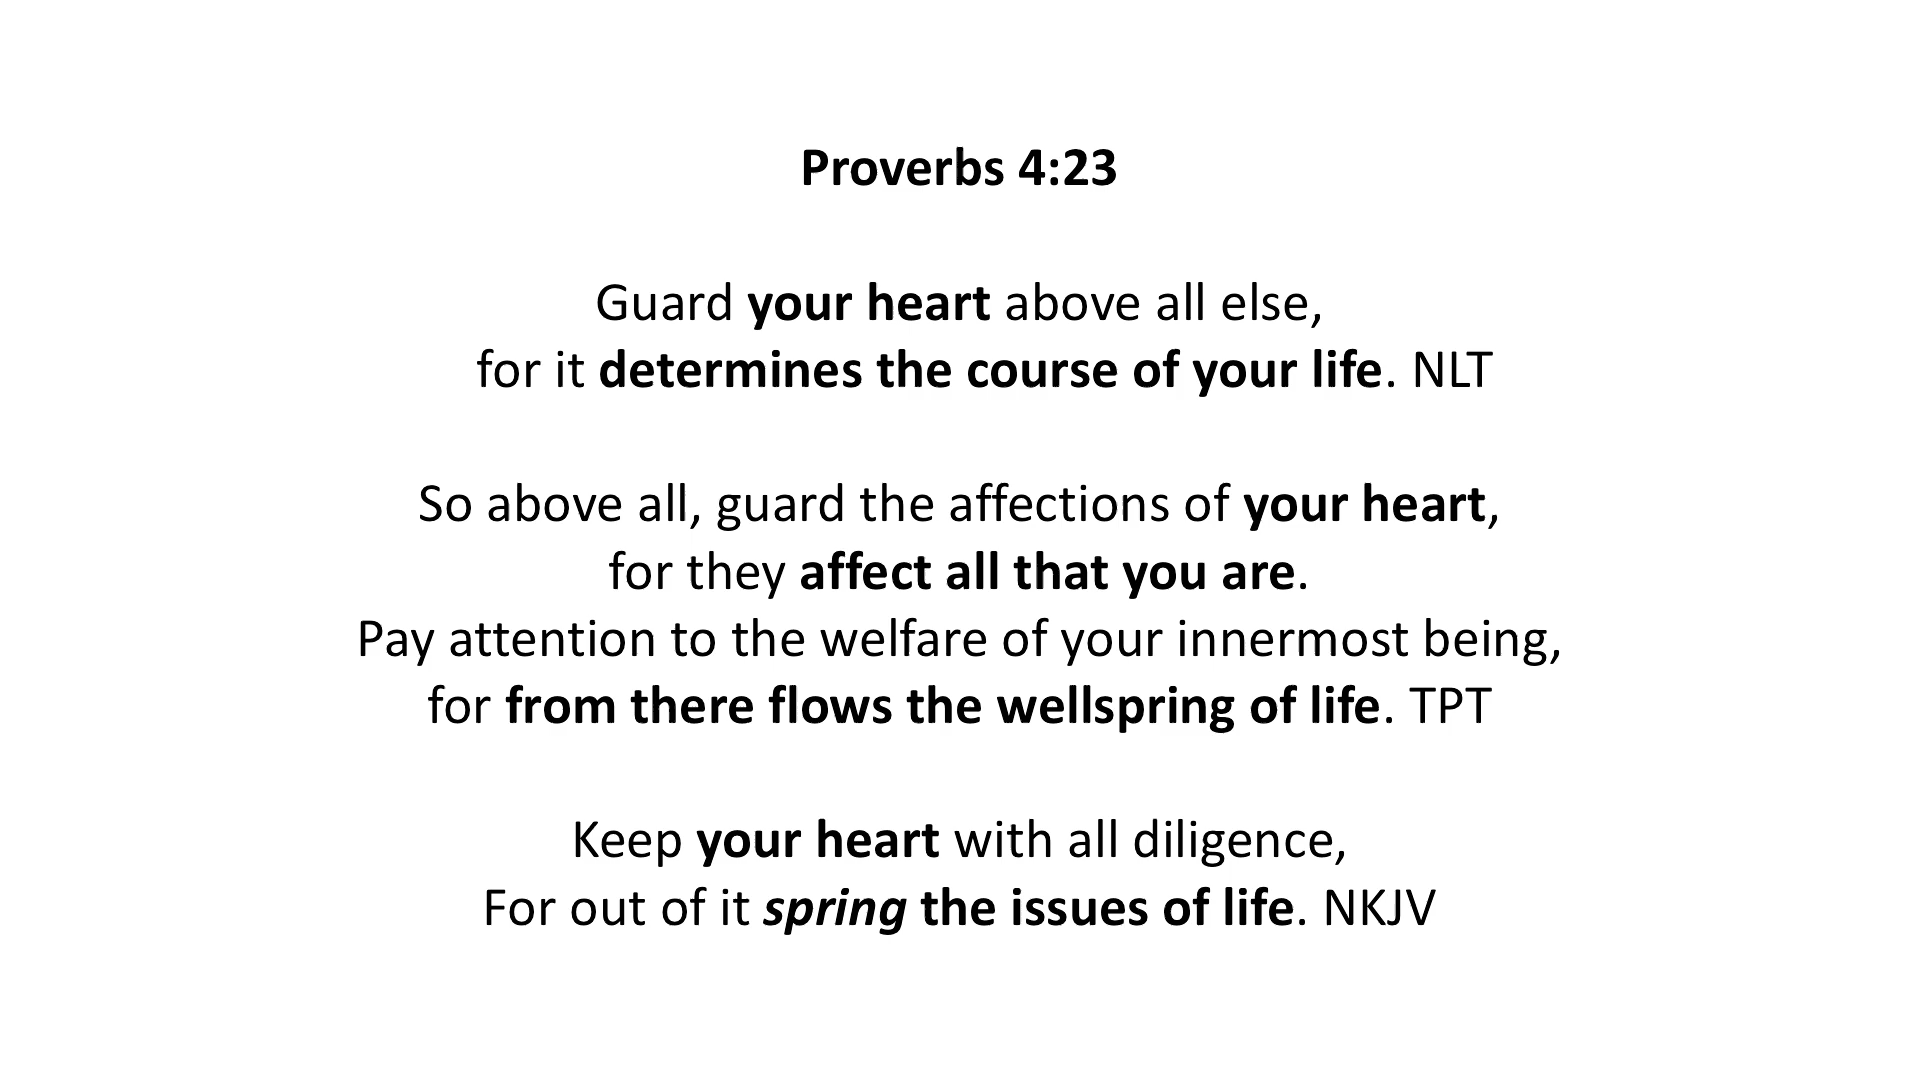 Proverbs 4:23
Guard your heart above all else,
for it determines the course of your life. NLT
So above all, guard the affections of your heart,
for they affect all that you are.
Pay attention to the welfare of your innermost being,
for from there flows the wellspring of life. TPT
Keep your heart with all diligence,
For out of it spring the issues of life. NKJV